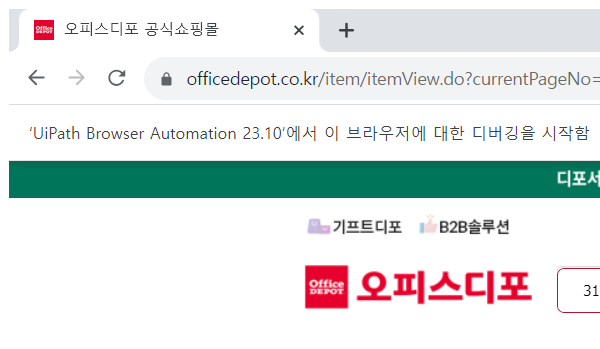 Office DEPOT 오피스디포 공식쇼핑몰
officedepot.co.kr/item/itemView.do?currentPageNo=
'UiPath Browser Automation 23.10'에서 이 브라우저에 대한 디버깅을 시작함
디포서
기프트디포 B2B솔루션
Office DEPOT 오피스디포 31